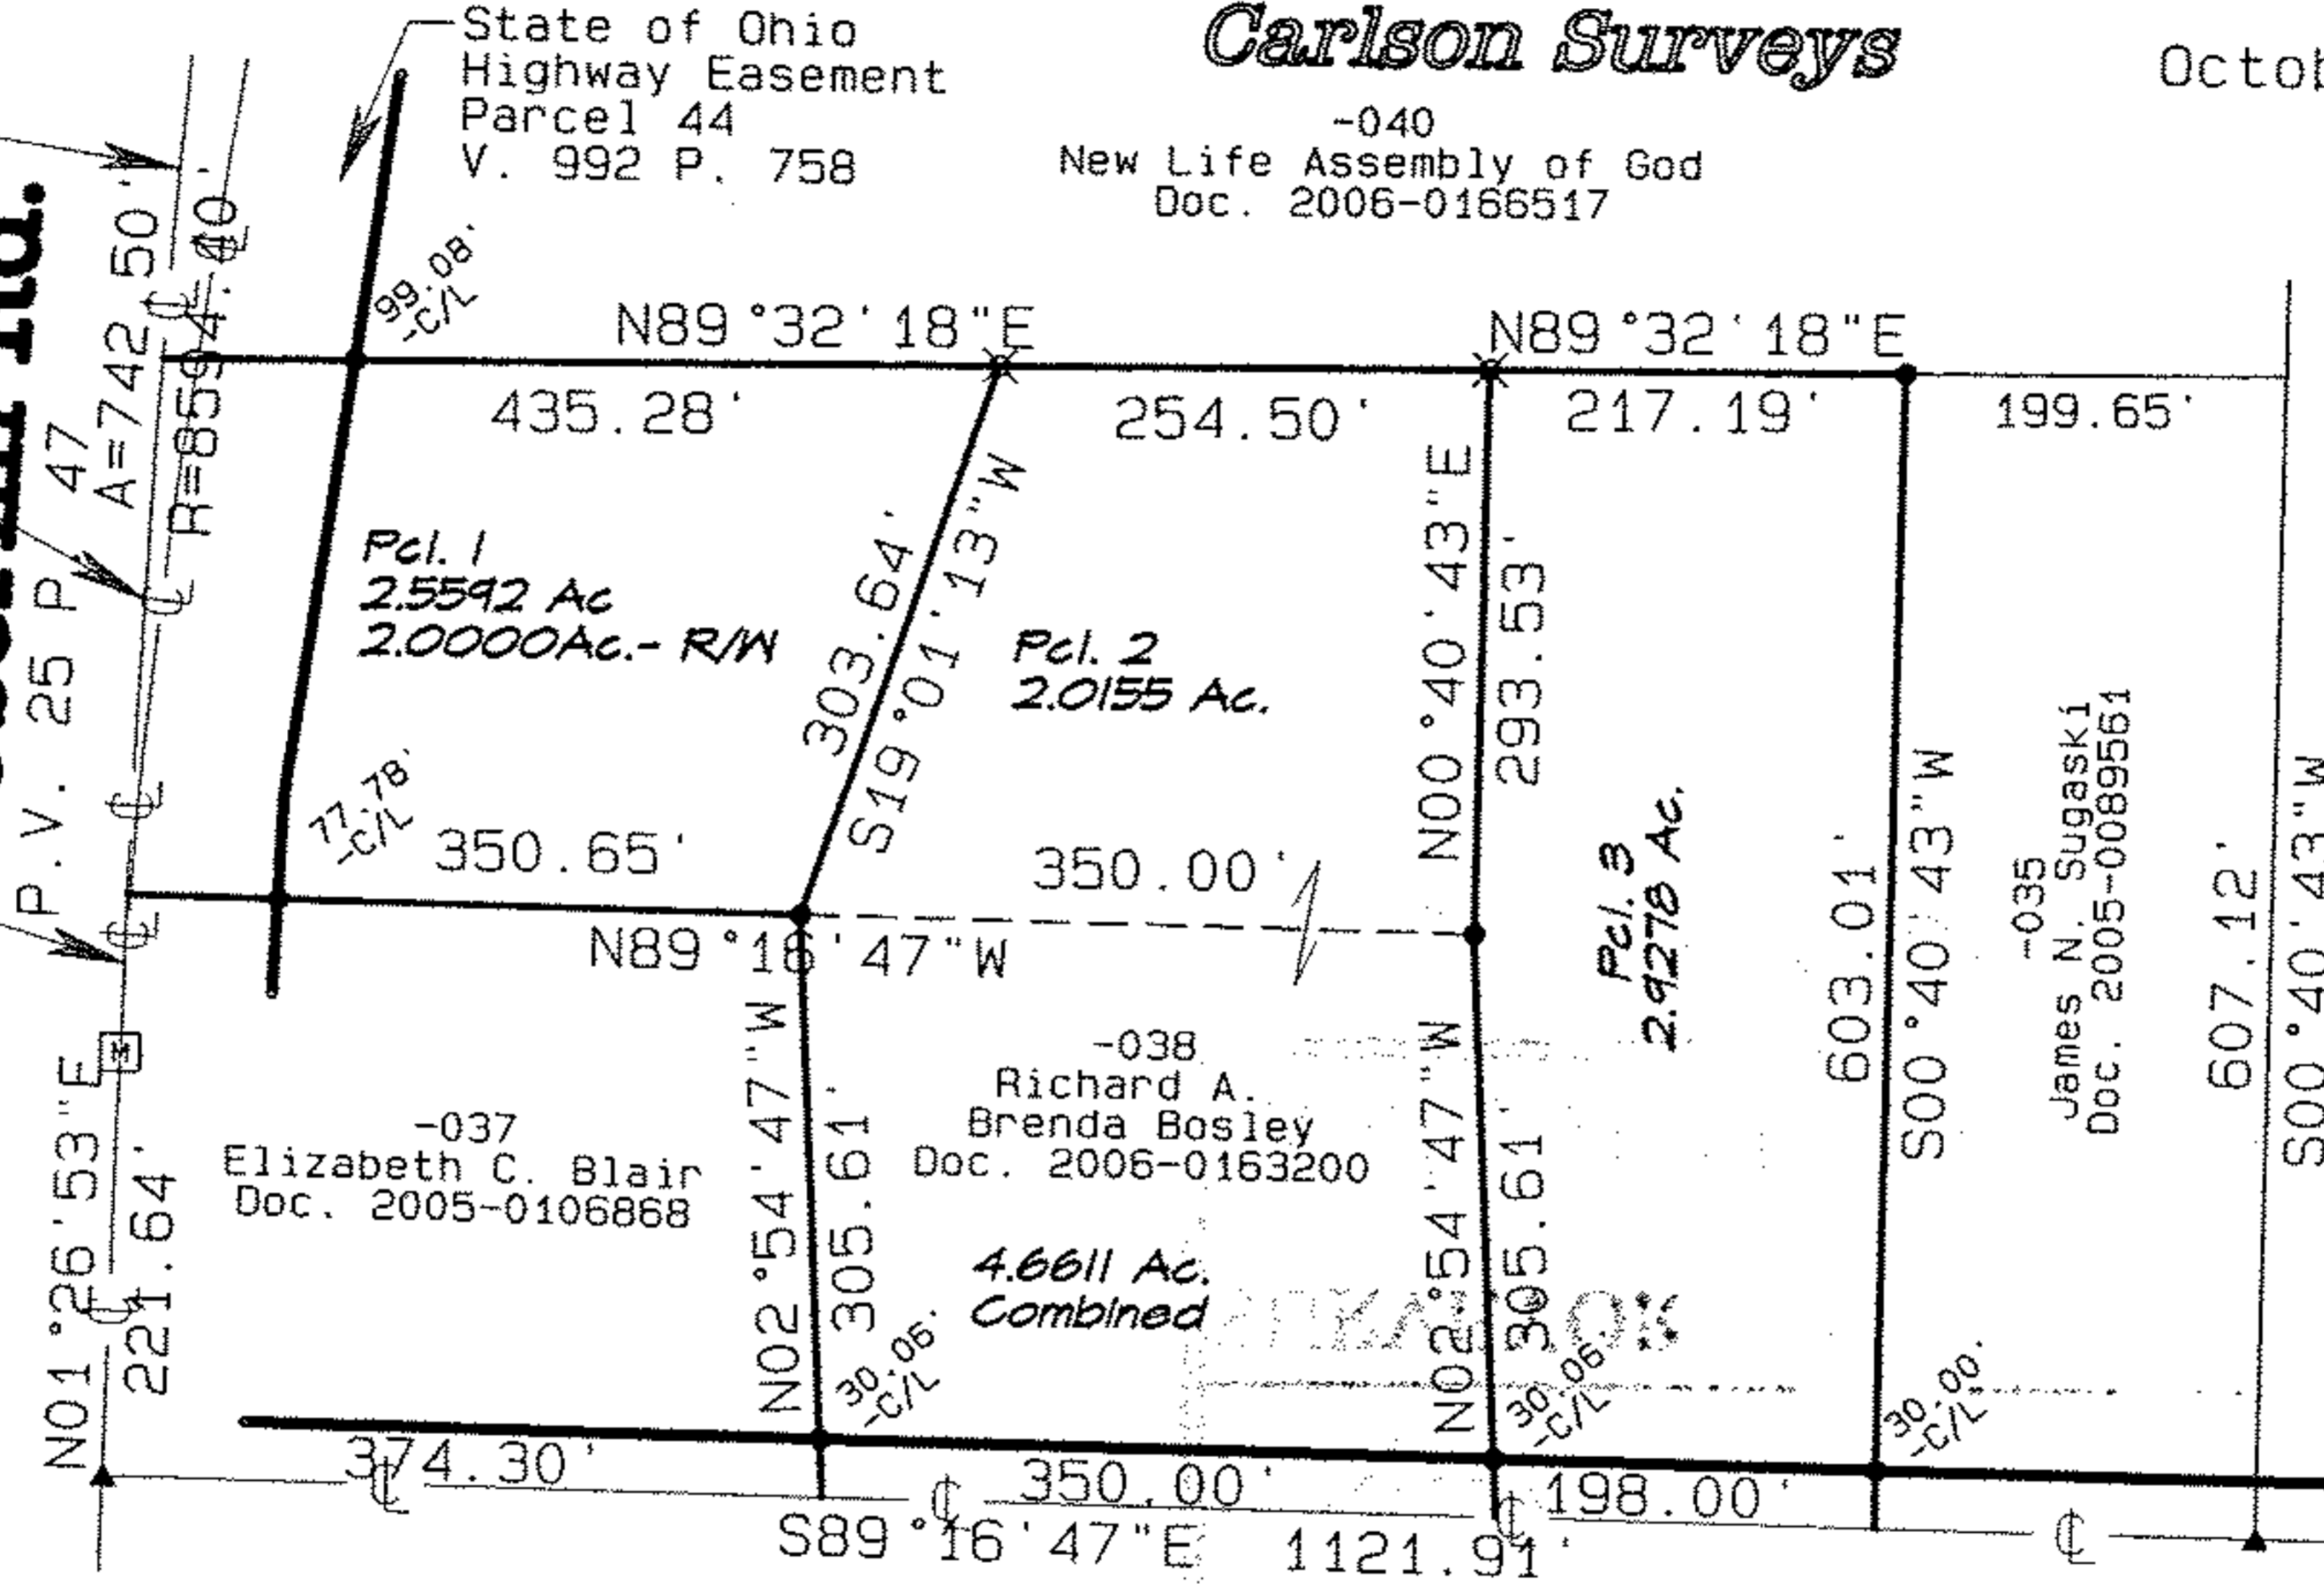 State of Ohio
Highway Easement
Parcel 44
V. 992 P. 758
Carlson Surveys
-040
New Life Assembly of God
Doc. 2006-0166517
P.V. 25 P 47
A=742.50'
R=8594.40'
99.08'
-C/L
N89°32'18"E
N89°32'18"E
435.28'
254.50'
217.19'
199.65'
Pcl. 1
2.5592 Ac
2.0000Ac.- R/W
303.64'
S19°01'13"W
Pcl. 2
2.0155 Ac.
N00°40'43"E
293.53'
Pcl. 3
2.9278 Ac.
603.01'
S00°40'43"W
-035
James N. Sugaski
Doc. 2005-0089561
607.12'
S00°40'43"W
77.78'
-C/L
350.65'
350.00'
N89°16'47"W
M
N01°26'53"E
221.64'
-037
Elizabeth C. Blair
Doc. 2005-0106868
N02°54'47"W
305.61'
-038
Richard A.
Brenda Bosley
Doc. 2006-0163200
4.6611 Ac.
Combined
N02°54'47"W
305.61'
30.06'
-C/L
30.06'
-C/L
30.00'
-C/L
374.30'
350.00'
198.00'
S89°16'47"E 1121.91'